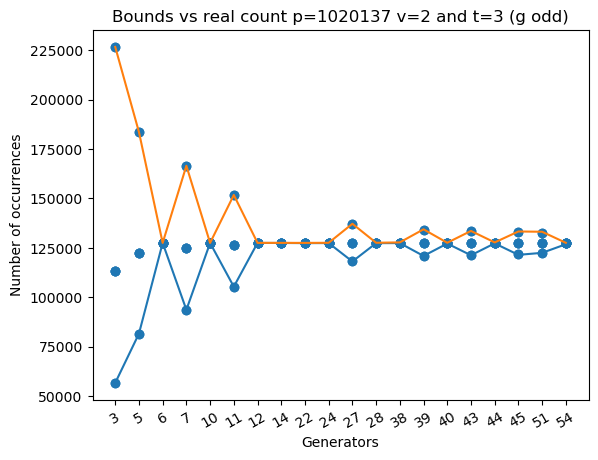 Bounds vs real count p=1020137 v=2 and t=3 (g odd)
Number of occurrences
225000
200000
175000
150000
125000
100000
75000
50000
3 5 6 7 10 11 12 14 22 24 27 28 38 39 40 43 44 45 51 54
Generators